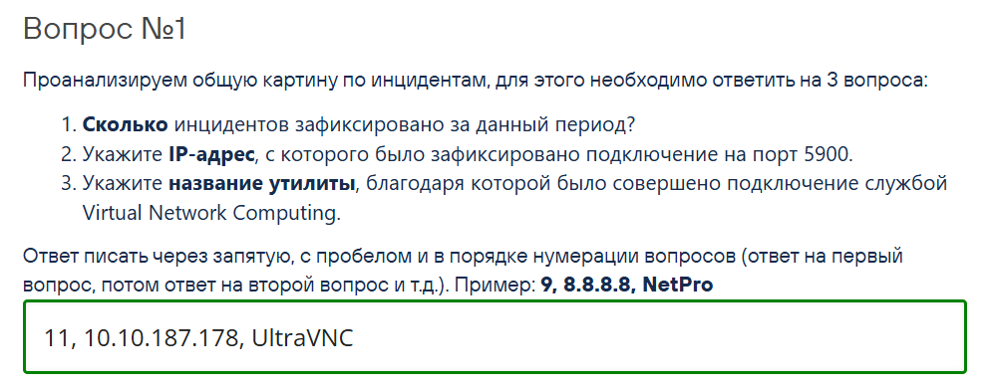 Вопрос №1
Проанализируем общую картину по инцидентам, для этого необходимо ответить на 3 вопроса:
1. Сколько инцидентов зафиксировано за данный период?
2. Укажите IP-адрес, с которого было зафиксировано подключение на порт 5900.
3. Укажите название утилиты, благодаря которой было совершено подключение службой
Virtual Network Computing.
Ответ писать через запятую, с пробелом и в порядке нумерации вопросов (ответ на первый
вопрос, потом ответ на второй вопрос и т.д.). Пример: 9, 8.8.8.8, NetPro
11, 10.10.187.178, UltraVNC